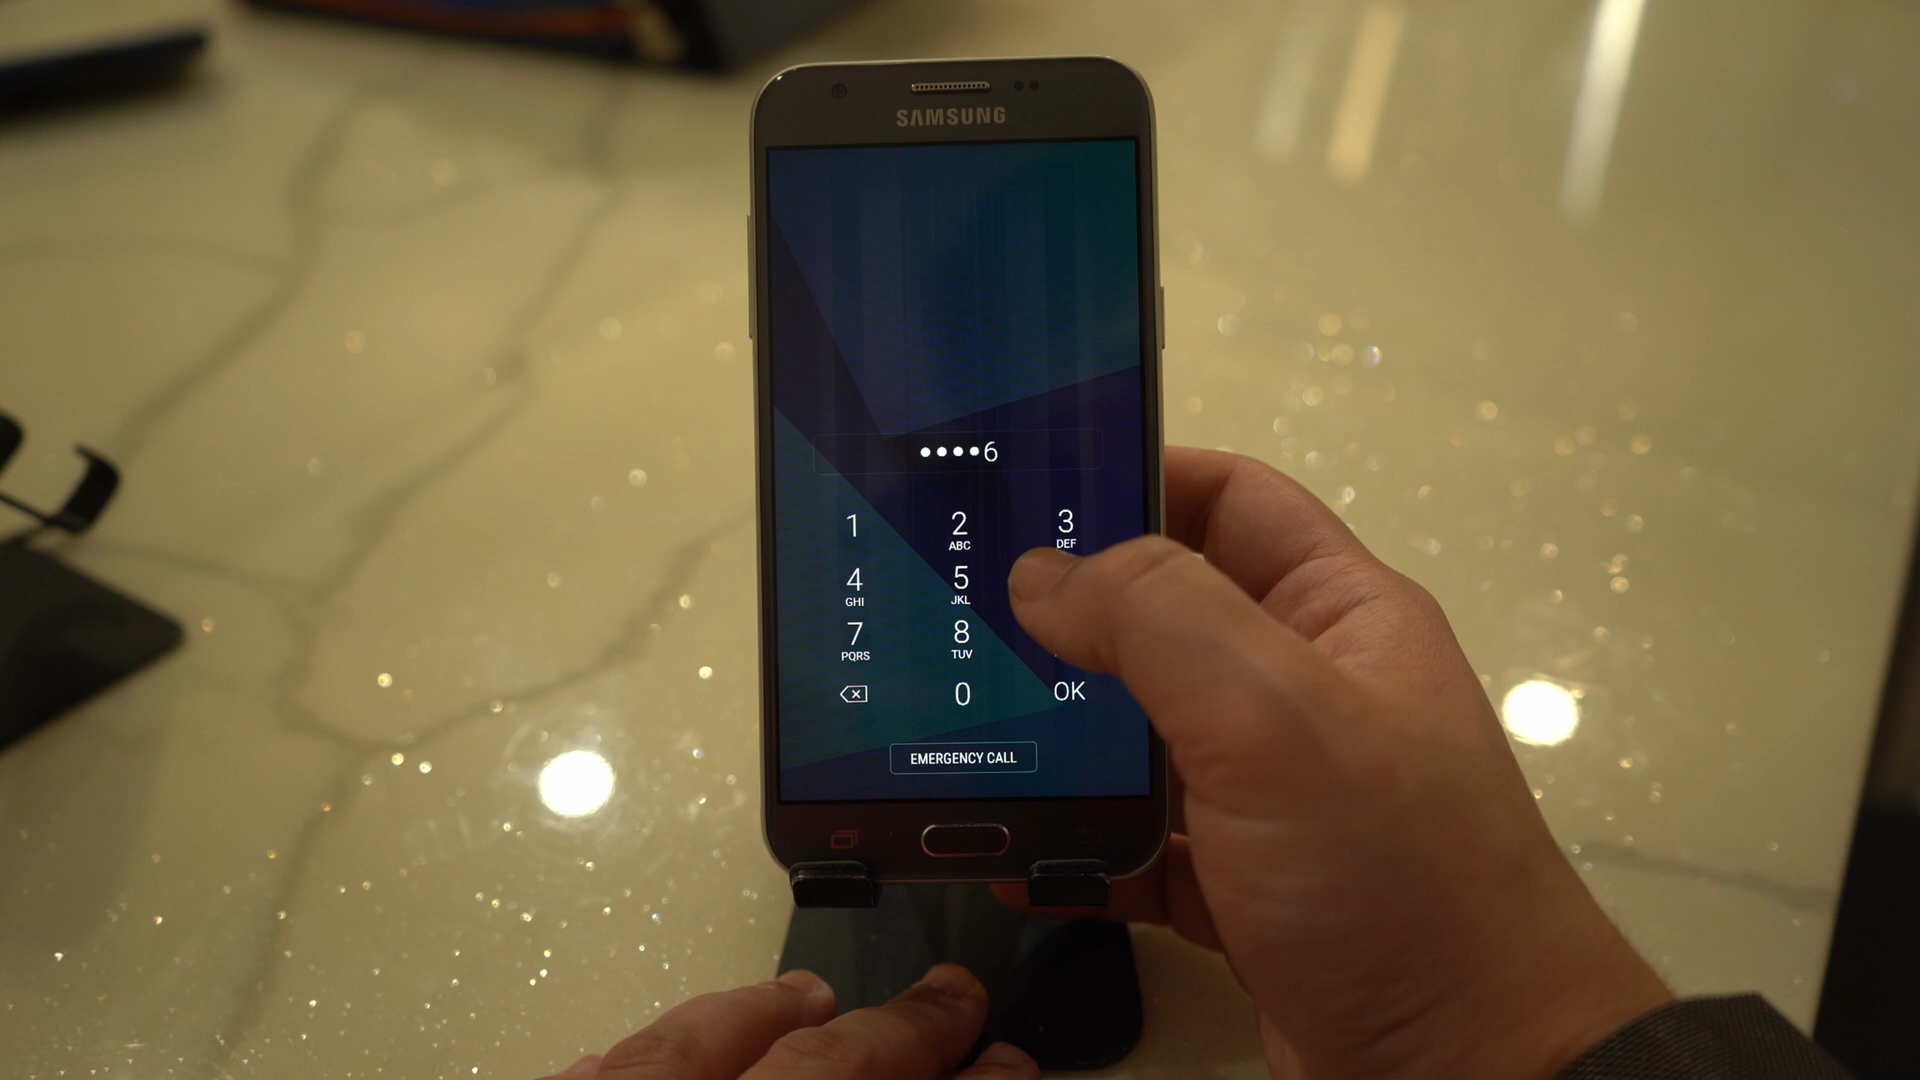 SAMSUNG
••••6
1 2 3
ABC DEF
4 5
GHI JKL
7 8
PQRS TUV
0 OK
EMERGENCY CALL